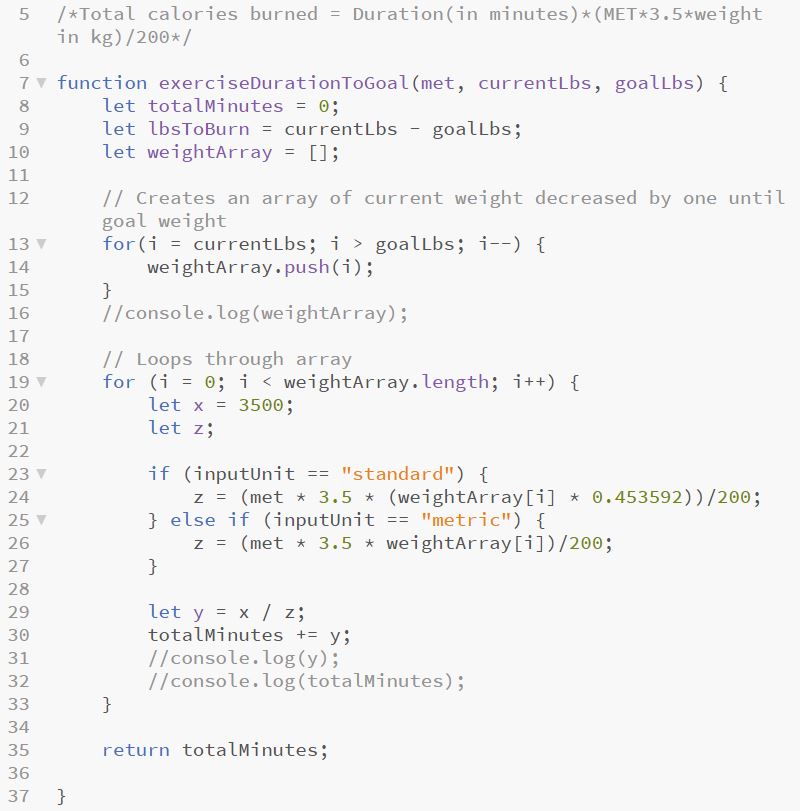 5 /*Total calories burned = Duration(in minutes)*(MET*3.5*weight
in kg)/200*/
6
7 function exerciseDurationToGoal(met, currentLbs, goalLbs) {
8     let totalMinutes = 0;
9     let lbsToBurn = currentLbs - goalLbs;
10     let weightArray = [];
11
12     // Creates an array of current weight decreased by one until
goal weight
13     for(i = currentLbs; i > goalLbs; i--) {
14         weightArray.push(i);
15     }
16     //console.log(weightArray);
17
18     // Loops through array
19     for (i = 0; i < weightArray.length; i++) {
20         let x = 3500;
21         let z;
22
23         if (inputUnit == "standard") {
24             z = (met * 3.5 * (weightArray[i] * 0.453592))/200;
25         } else if (inputUnit == "metric") {
26             z = (met * 3.5 * weightArray[i])/200;
27         }
28
29         let y = x / z;
30         totalMinutes += y;
31         //console.log(y);
32         //console.log(totalMinutes);
33     }
34
35     return totalMinutes;
36
37 }